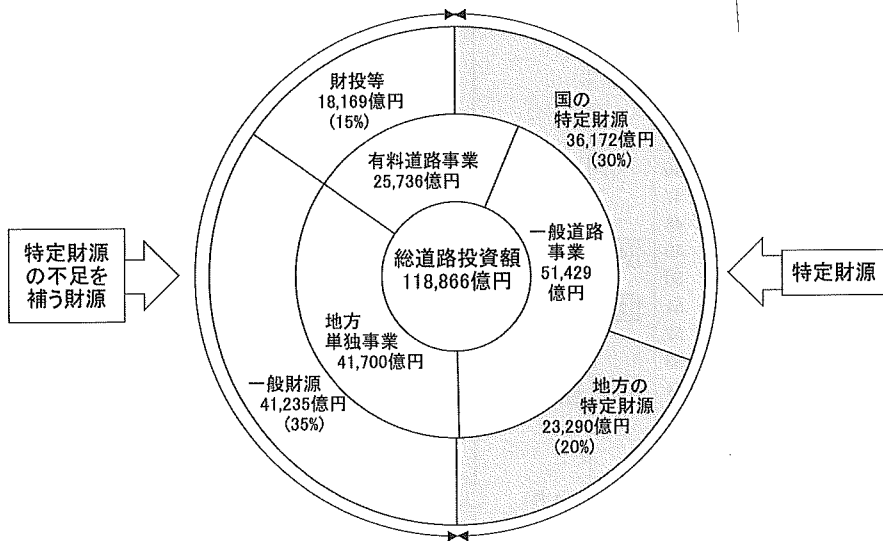 財投等
18,169億円
(15%)
国の
特定財源
36,172億円
(30%)
有料道路事業
25,736億円
特定財源
の不足を
補う財源
総道路投資額
118,866億円
一般道路
事業
51,429
億円
特定財源
地方
単独事業
41,700億円
一般財源
41,235億円
(35%)
地方の
特定財源
23,290億円
(20%)